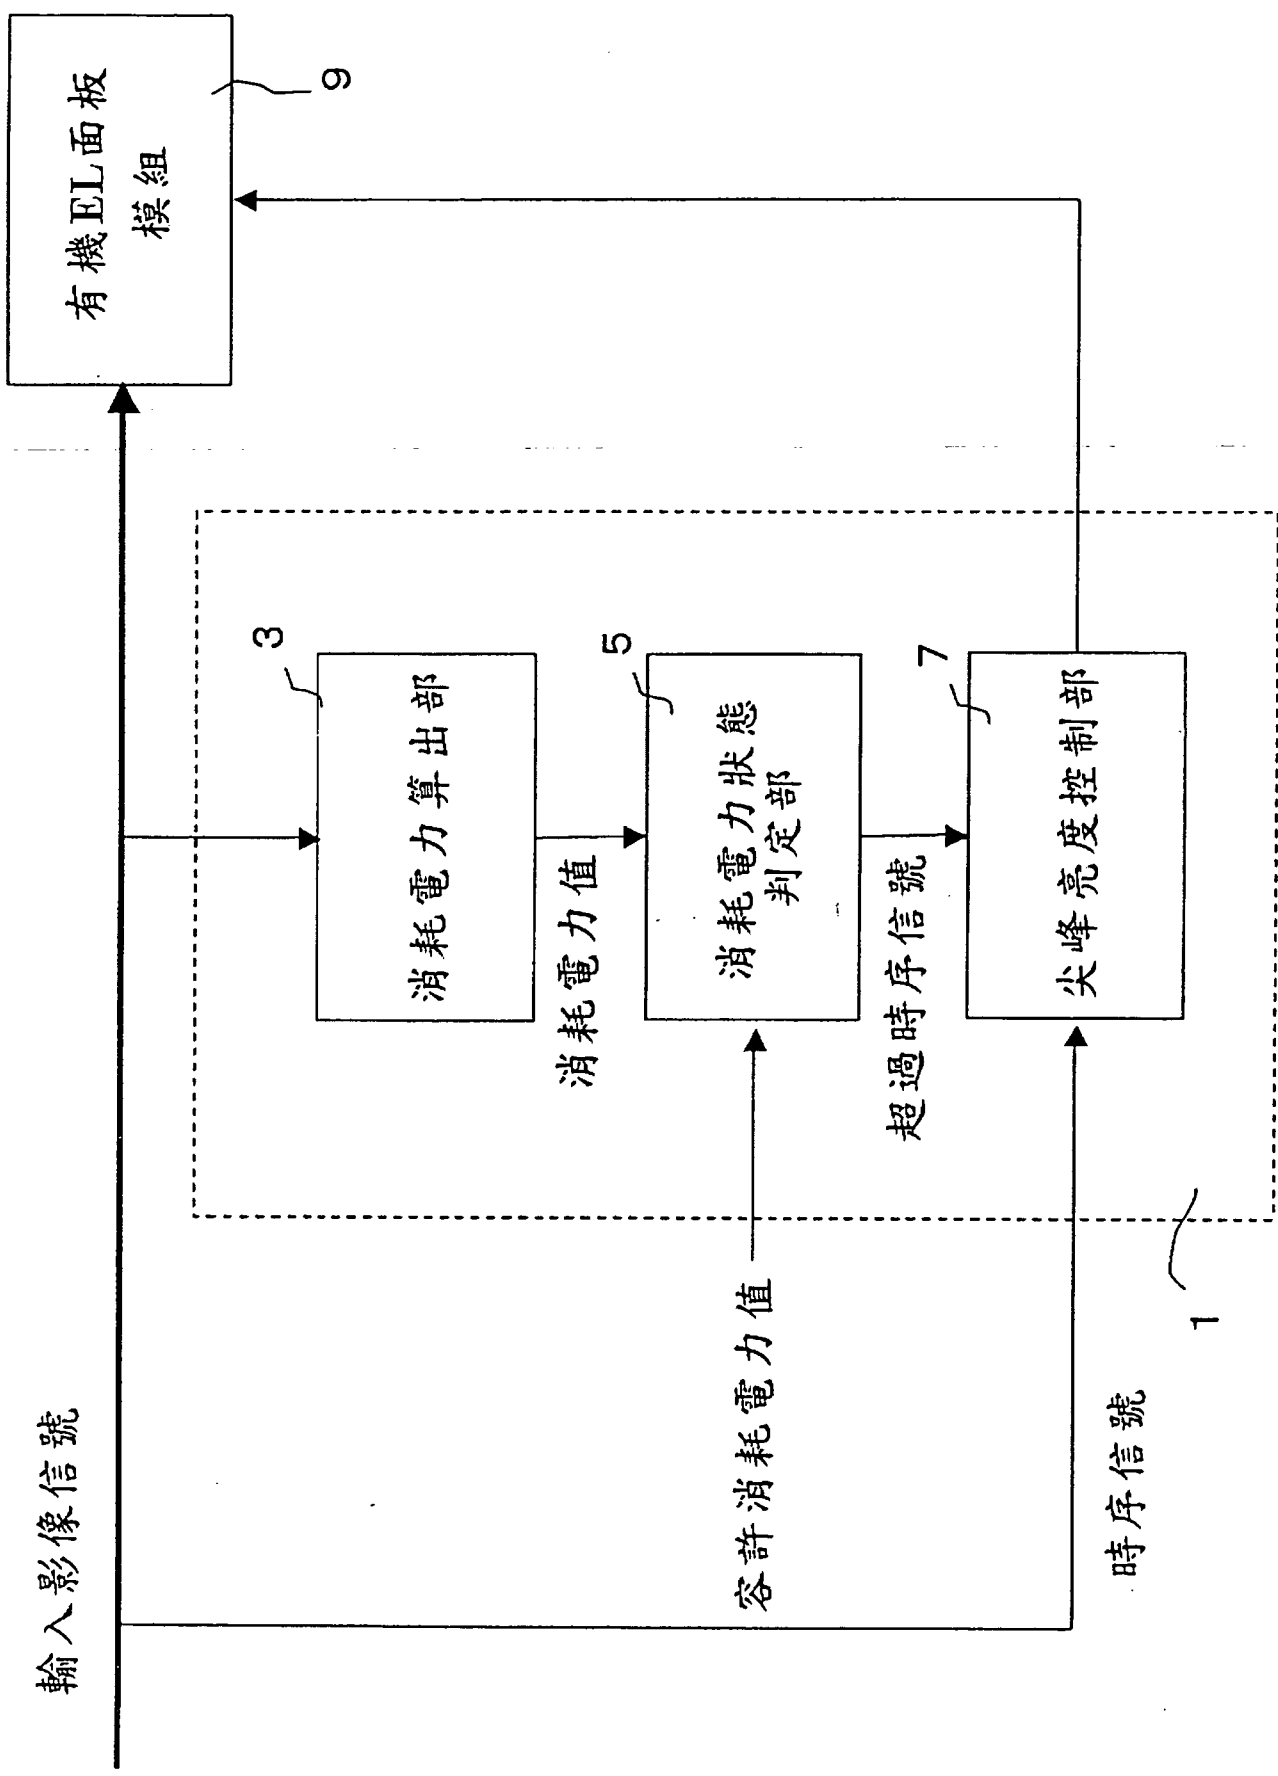 輸入影像信號
有機EL面板
模組
9
3
消耗電力算出部
消耗電力值
5
消耗電力狀態
判定部
容許消耗電力值
超過時序信號
7
尖峰亮度控制部
時序信號
1